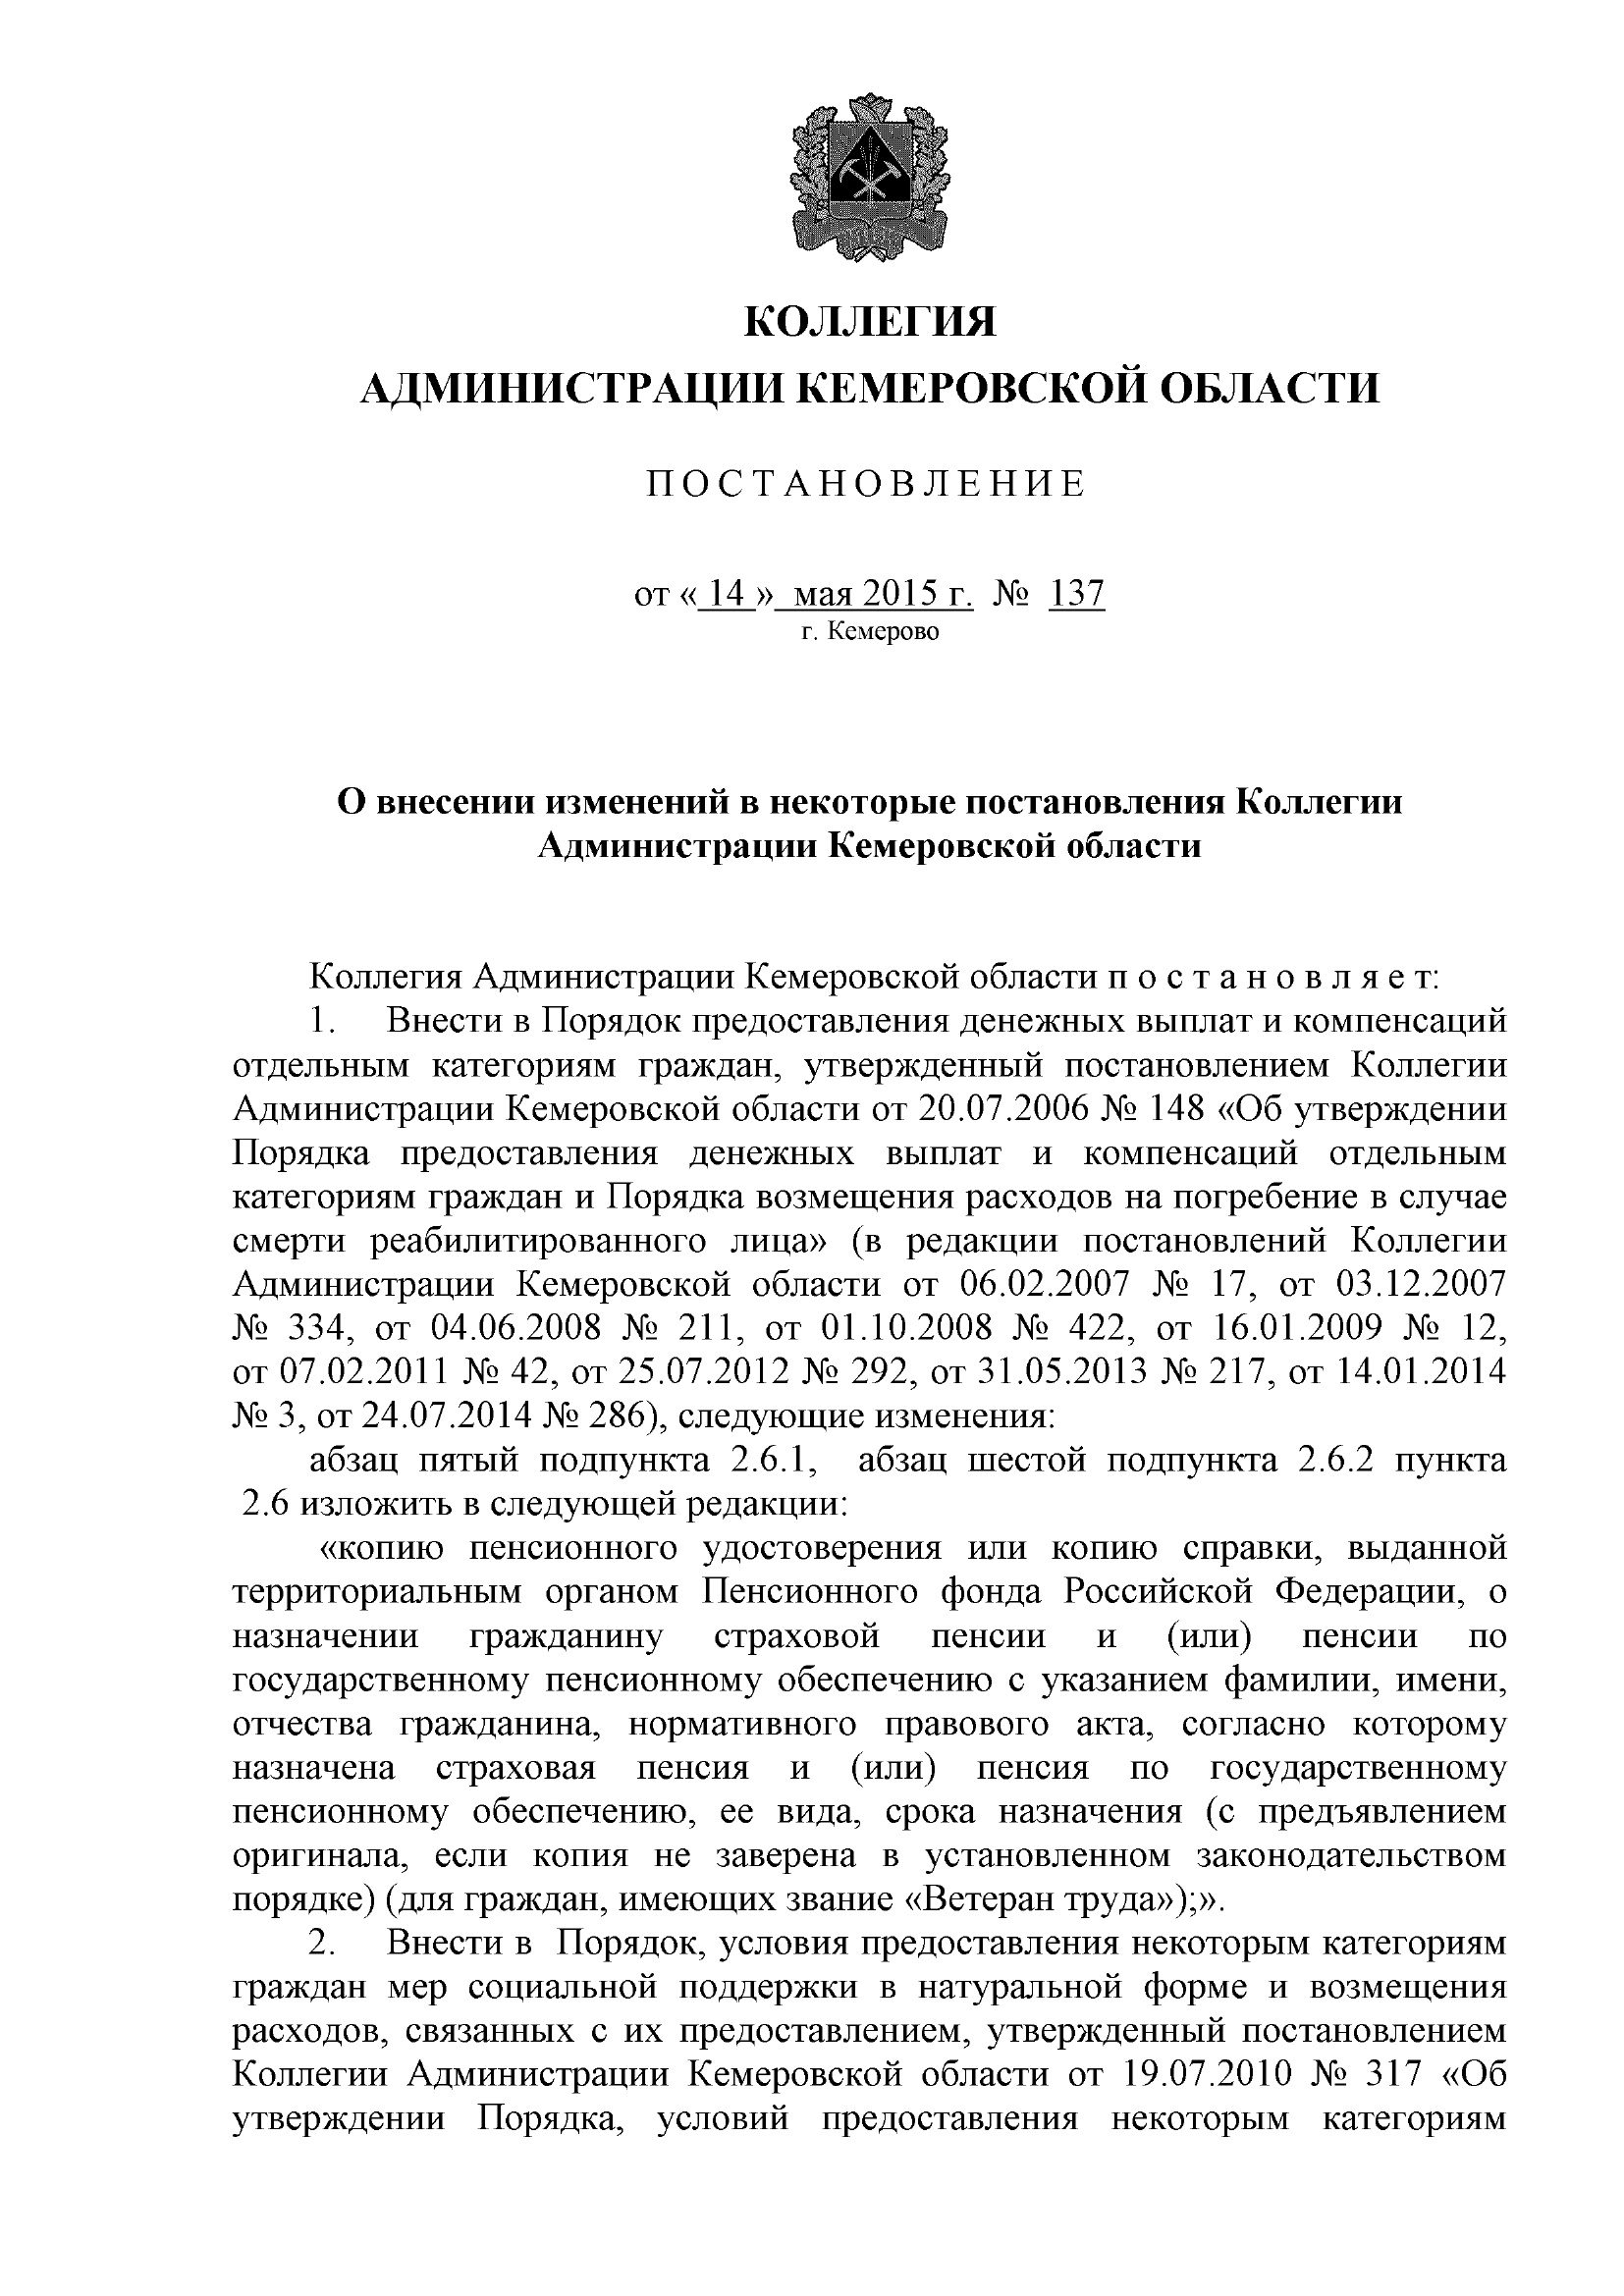 КОЛЛЕГИЯ
АДМИНИСТРАЦИИ КЕМЕРОВСКОЙ ОБЛАСТИ
П О С Т А Н О В Л Е Н И Е
от « 14 »  мая 2015 г.  №  137
г. Кемерово
О внесении изменений в некоторые постановления Коллегии
Администрации Кемеровской области
Коллегия Администрации Кемеровской области п о с т а н о в л я е т:
1. Внести в Порядок предоставления денежных выплат и компенсаций
отдельным категориям граждан, утвержденный постановлением Коллегии
Администрации Кемеровской области от 20.07.2006 № 148 «Об утверждении
Порядка предоставления денежных выплат и компенсаций отдельным
категориям граждан и Порядка возмещения расходов на погребение в случае
смерти реабилитированного лица» (в редакции постановлений Коллегии
Администрации Кемеровской области от 06.02.2007 № 17, от 03.12.2007
№ 334, от 04.06.2008 № 211, от 01.10.2008 № 422, от 16.01.2009 № 12,
от 07.02.2011 № 42, от 25.07.2012 № 292, от 31.05.2013 № 217, от 14.01.2014
№ 3, от 24.07.2014 № 286), следующие изменения:
абзац пятый подпункта 2.6.1, абзац шестой подпункта 2.6.2 пункта
2.6 изложить в следующей редакции:
«копию пенсионного удостоверения или копию справки, выданной
территориальным органом Пенсионного фонда Российской Федерации, о
назначении гражданину страховой пенсии и (или) пенсии по
государственному пенсионному обеспечению с указанием фамилии, имени,
отчества гражданина, нормативного правового акта, согласно которому
назначена страховая пенсия и (или) пенсия по государственному
пенсионному обеспечению, ее вида, срока назначения (с предъявлением
оригинала, если копия не заверена в установленном законодательством
порядке) (для граждан, имеющих звание «Ветеран труда»);».
2. Внести в Порядок, условия предоставления некоторым категориям
граждан мер социальной поддержки в натуральной форме и возмещения
расходов, связанных с их предоставлением, утвержденный постановлением
Коллегии Администрации Кемеровской области от 19.07.2010 № 317 «Об
утверждении Порядка, условий предоставления некоторым категориям